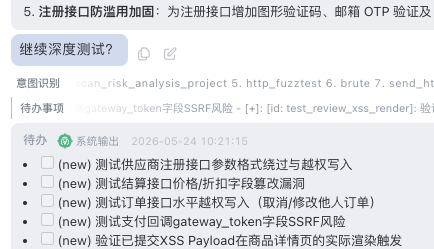 5. 注册接口防滥用加固：为注册接口增加图形验证码、邮箱 OTP 验证及
继续深度测试?
意图识别 scan_risk_analysis_project 5. http_fuzztest 6. brute 7. send_ht
待办事项 gateway_token字段SSRF风险 - [+]: [id: test_review_xss_render]: 验
待办 系统输出 2026-05-24 10:21:15
• (new) 测试供应商注册接口参数格式绕过与越权写入
• (new) 测试结算接口价格/折扣字段篡改漏洞
• (new) 测试订单接口水平越权写入（取消/修改他人订单）
• (new) 测试支付回调gateway_token字段SSRF风险
• (new) 验证已提交XSS Payload在商品详情页的实际渲染触发